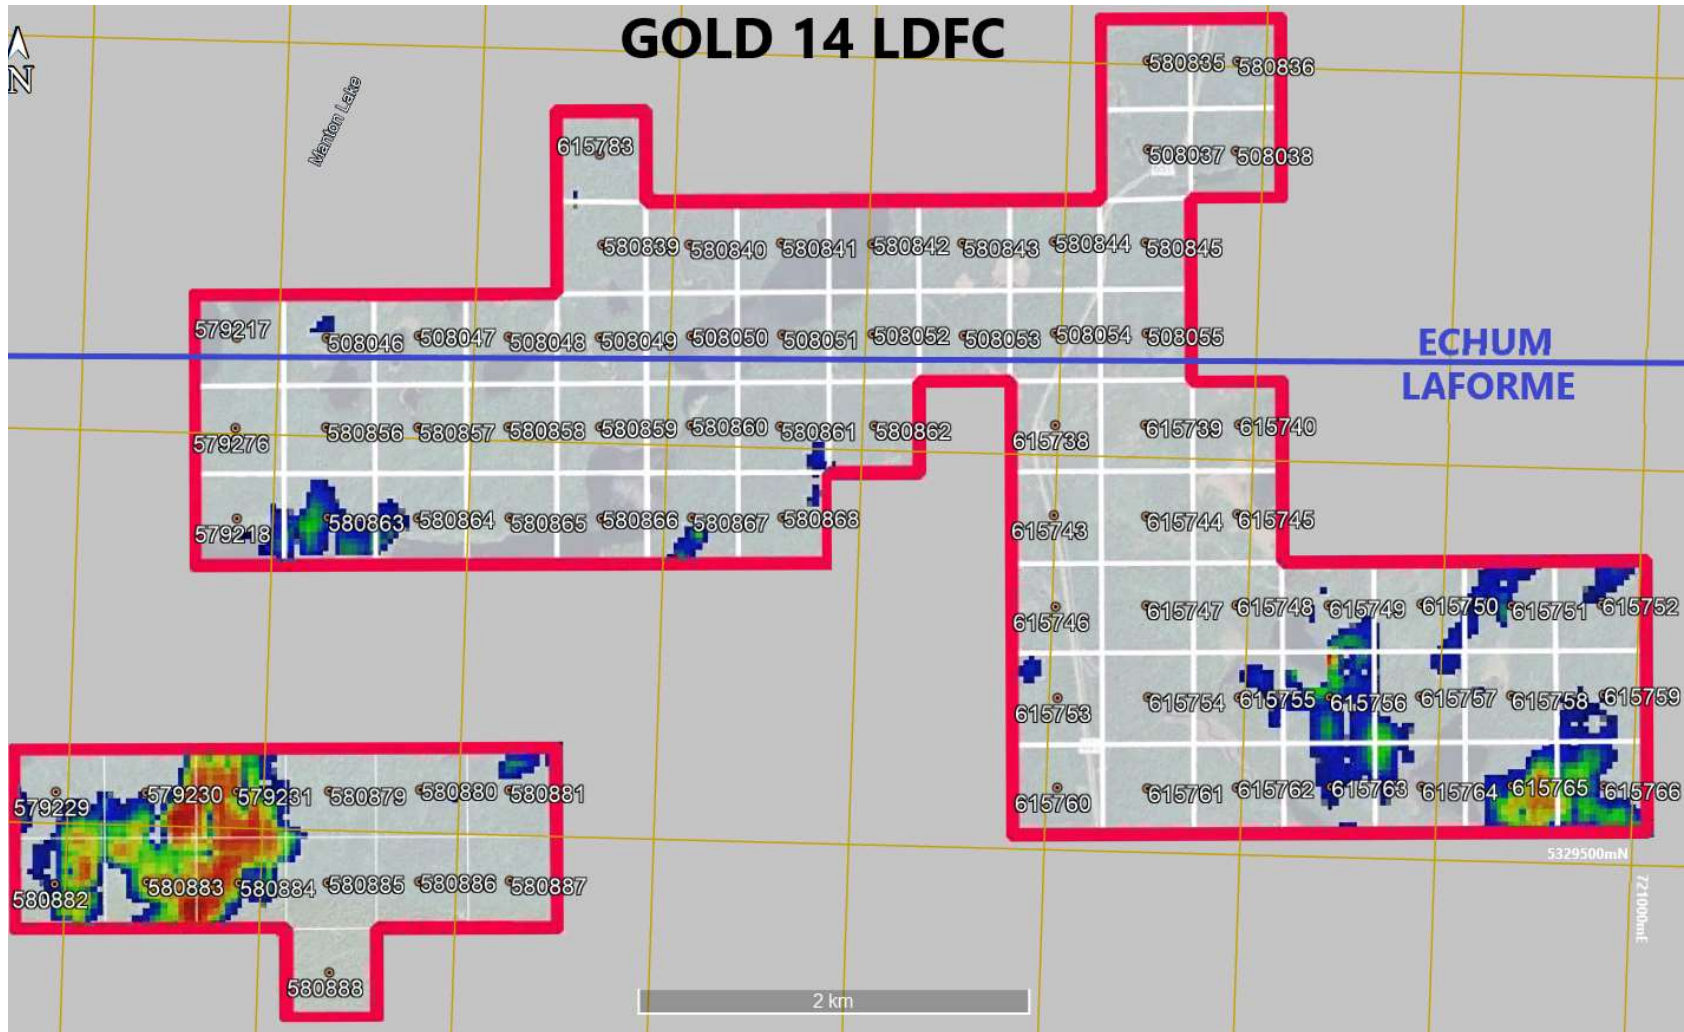 GOLD 14 LDFC
N
Manton Lake
580835 580836
615783
508037 508038
580839 580840 580841 580842 580843 580844 580845
579217 508046 508047 508048 508049 508050 508051 508052 508053 508054 508055
ECHUM
LAFORME
579276 580856 580857 580858 580859 580860 580861 580862 615738 615739 615740
579218 580863 580864 580865 580866 580867 580868 615743 615744 615745
615746 615747 615748 615749 615750 615751 615752
615753 615754 615755 615756 615757 615758 615759
579229 579230 579231 580879 580880 580881 615760 615761 615762 615763 615764 615765 615766
5329500mN
580882 580883 580884 580885 580886 580887
721000mE
580888
2 km